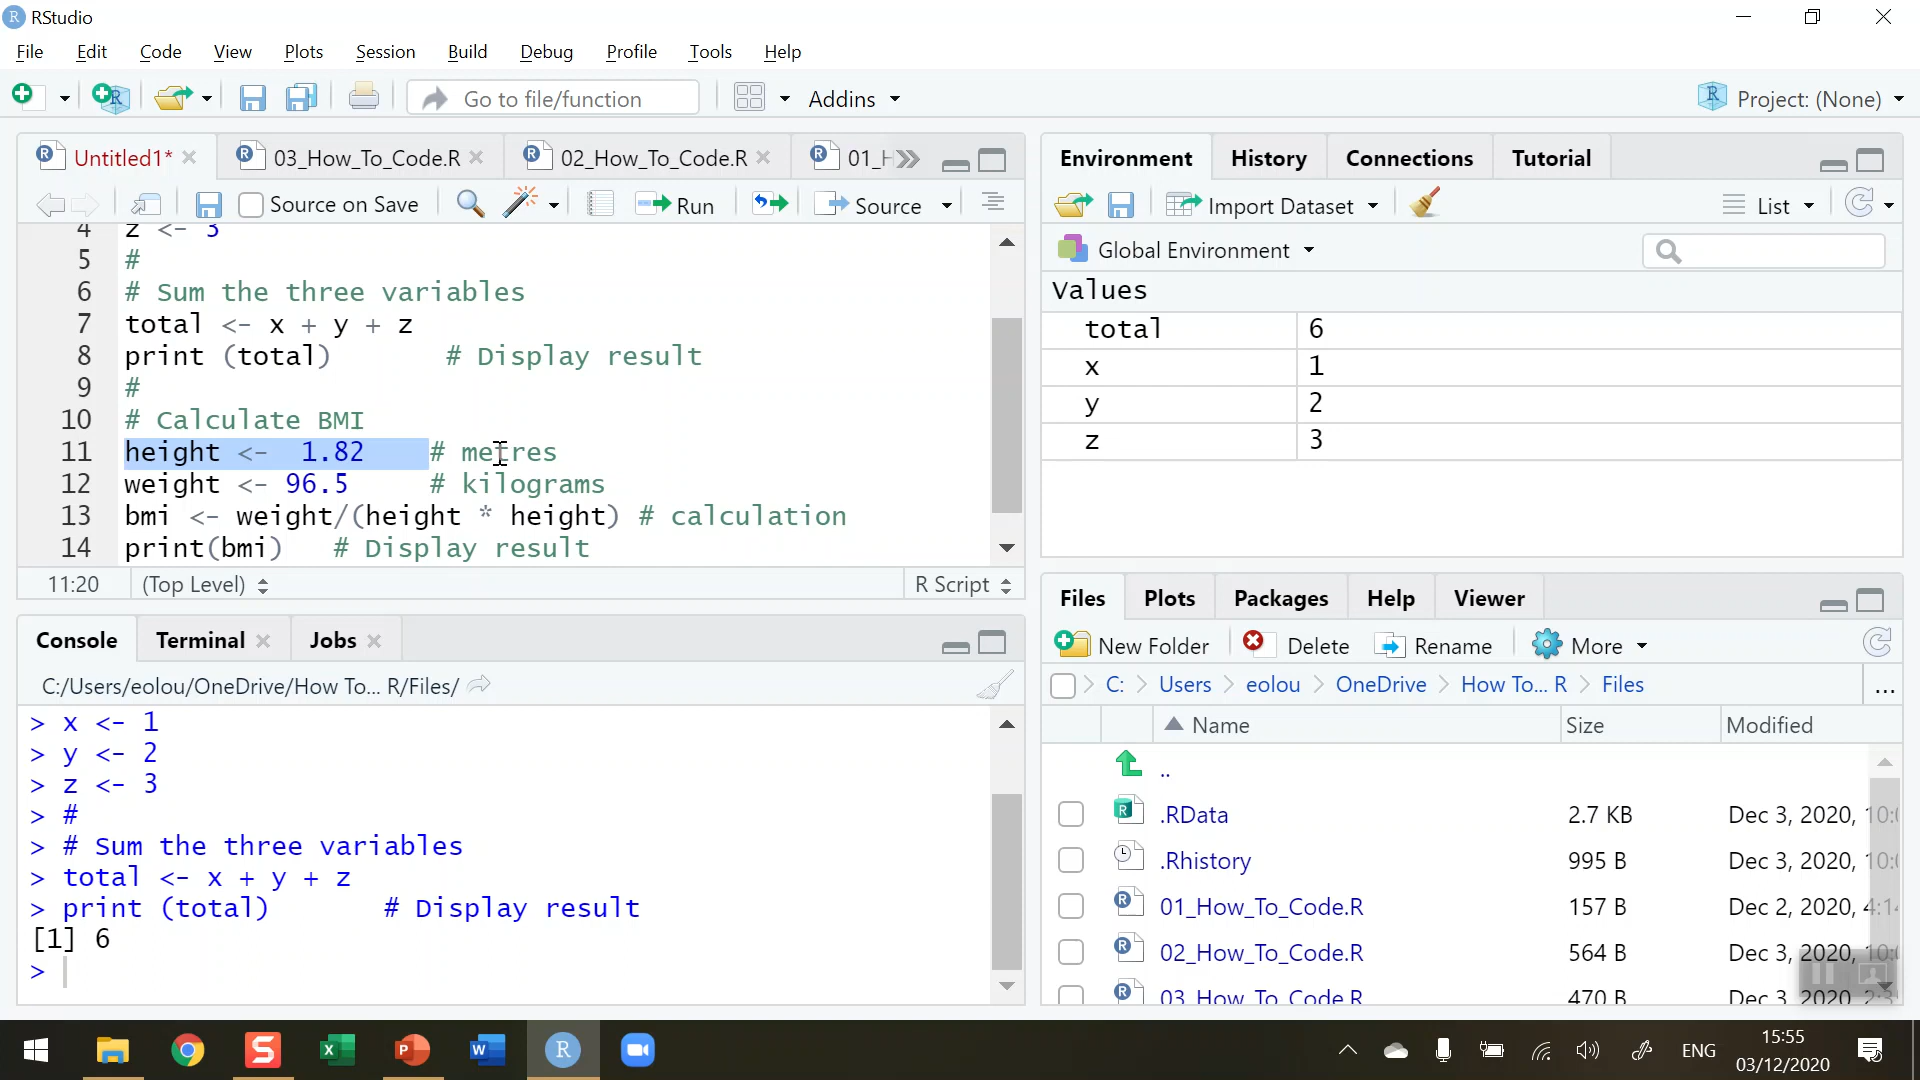 RStudio
File Edit Code View Plots Session Build Debug Profile Tools Help
Go to file/function Addins Project: (None)
Untitled1* 03_How_To_Code.R 02_How_To_Code.R 01_H
Source on Save Run Source
4 z <- 3
5 #
6 # Sum the three variables
7 total <- x + y + z
8 print (total) # Display result
9 #
10 # Calculate BMI
11 height <- 1.82 # metres
12 weight <- 96.5 # kilograms
13 bmi <- weight/(height * height) # calculation
14 print(bmi) # Display result
11:20 (Top Level) R Script
Console Terminal Jobs
C:/Users/eolou/OneDrive/How To... R/Files/
> x <- 1
> y <- 2
> z <- 3
> #
> # Sum the three variables
> total <- x + y + z
> print (total) # Display result
[1] 6
>
Environment History Connections Tutorial
Import Dataset List
Global Environment
Values
total 6
x 1
y 2
z 3
Files Plots Packages Help Viewer
New Folder Delete Rename More
C: Users eolou OneDrive How To... R Files ...
Name Size Modified
..
.RData 2.7 KB Dec 3, 2020, 10:
.Rhistory 995 B Dec 3, 2020, 10:
01_How_To_Code.R 157 B Dec 2, 2020, 4:1
02_How_To_Code.R 564 B Dec 3, 2020, 10:
03_How_To_Code.R 470 B Dec 3, 2020,
ENG 15:55
03/12/2020